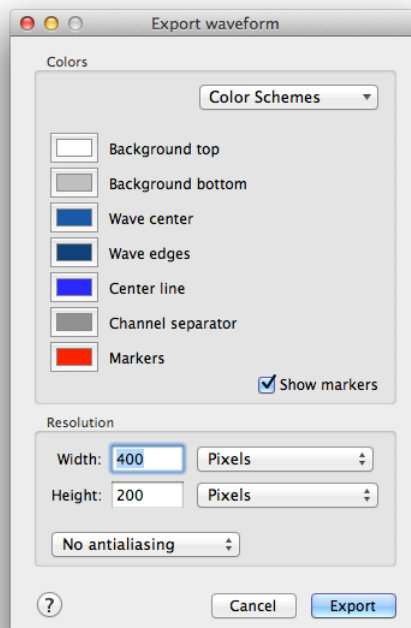 Export waveform
Colors
Color Schemes
Background top
Background bottom
Wave center
Wave edges
Center line
Channel separator
Markers
Show markers
Resolution
Width: 400 Pixels
Height: 200 Pixels
No antialiasing
? Cancel Export